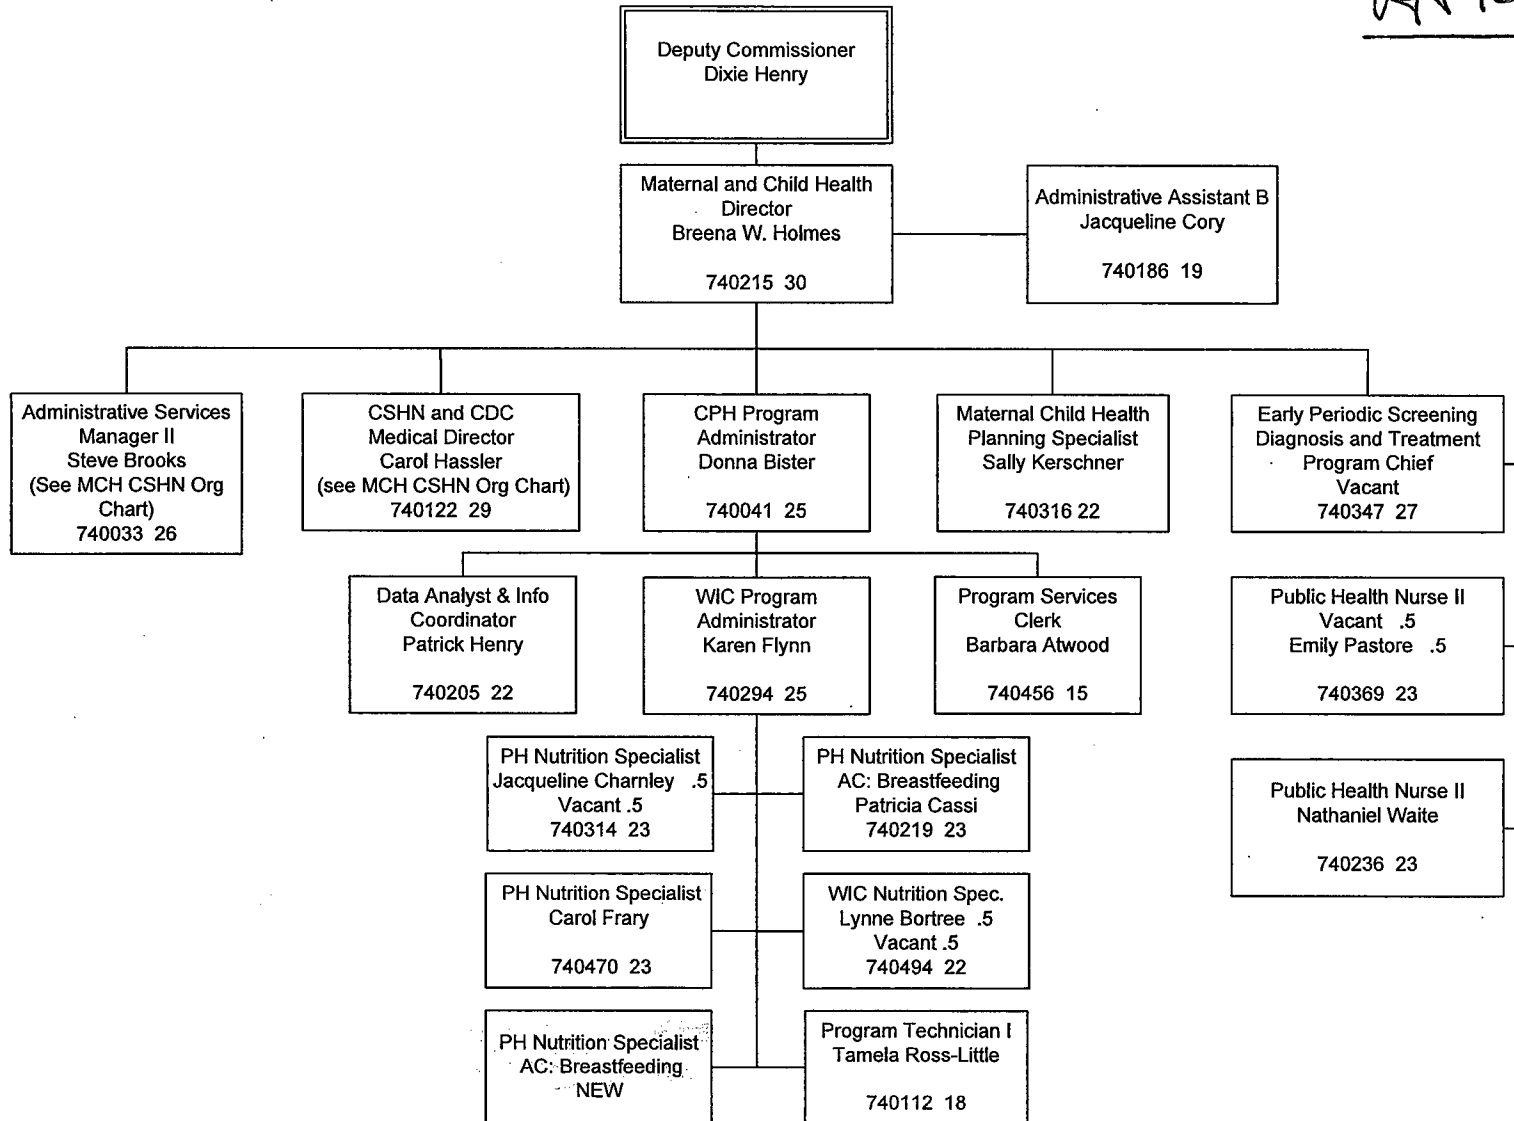 Deputy Commissioner
Dixie Henry
Maternal and Child Health
Director
Breena W. Holmes
740215 30
Administrative Assistant B
Jacqueline Cory
740186 19
Administrative Services
Manager II
Steve Brooks
(See MCH CSHN Org
Chart)
740033 26
CSHN and CDC
Medical Director
Carol Hassler
(see MCH CSHN Org Chart)
740122 29
CPH Program
Administrator
Donna Bister
740041 25
Maternal Child Health
Planning Specialist
Sally Kerschner
740316 22
Early Periodic Screening
Diagnosis and Treatment
Program Chief
Vacant
740347 27
Data Analyst & Info
Coordinator
Patrick Henry
740205 22
WIC Program
Administrator
Karen Flynn
740294 25
Program Services
Clerk
Barbara Atwood
740456 15
Public Health Nurse II
Vacant .5
Emily Pastore .5
740369 23
PH Nutrition Specialist
Jacqueline Charnley .5
Vacant .5
740314 23
PH Nutrition Specialist
AC: Breastfeeding
Patricia Cassi
740219 23
Public Health Nurse II
Nathaniel Waite
740236 23
PH Nutrition Specialist
Carol Frary
740470 23
WIC Nutrition Spec.
Lynne Bortree .5
Vacant .5
740494 22
PH Nutrition Specialist
AC: Breastfeeding
NEW
Program Technician I
Tamela Ross-Little
740112 18